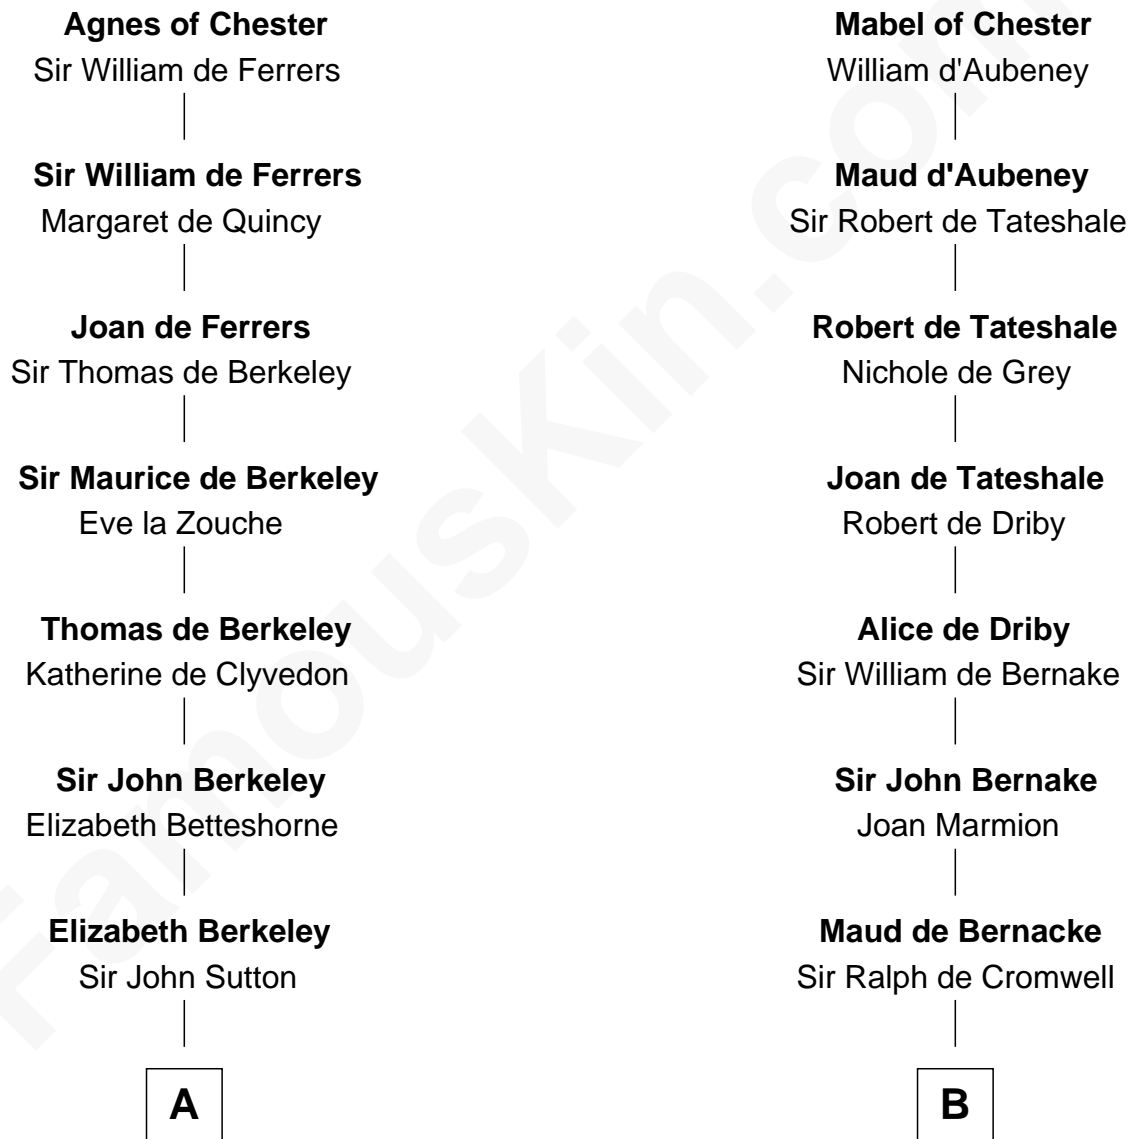 Agnes of Chester
Sir William de Ferrers
Sir William de Ferrers
Margaret de Quincy
Joan de Ferrers
Sir Thomas de Berkeley
Sir Maurice de Berkeley
Eve la Zouche
Thomas de Berkeley
Katherine de Clyvedon
Sir John Berkeley
Elizabeth Betteshorne
Elizabeth Berkeley
Sir John Sutton
A
Mabel of Chester
William d'Aubeney
Maud d'Aubeney
Sir Robert de Tateshale
Robert de Tateshale
Nichole de Grey
Joan de Tateshale
Robert de Driby
Alice de Driby
Sir William de Bernake
Sir John Bernake
Joan Marmion
Maud de Bernacke
Sir Ralph de Cromwell
B
FamousKin.com